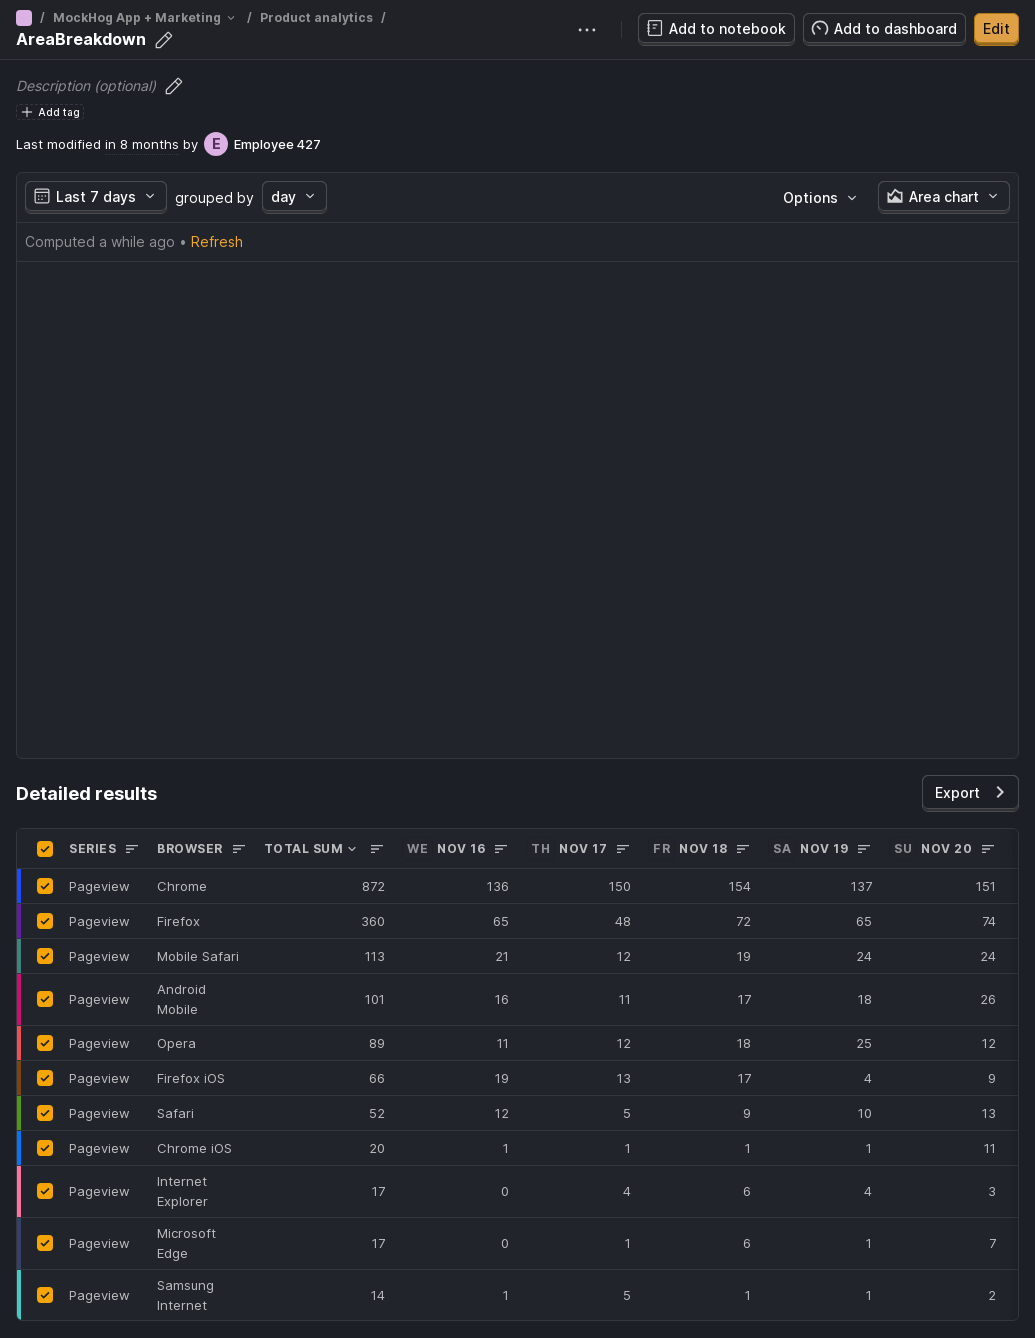 / MockHog App + Marketing / Product analytics /
AreaBreakdown
Add to notebook
Add to dashboard
Edit
Description (optional)
Add tag
Last modified in 8 months by E Employee 427
Last 7 days grouped by day
Options
Area chart
Computed a while ago • Refresh
Detailed results
Export
SERIES BROWSER TOTAL SUM WE NOV 16 TH NOV 17 FR NOV 18 SA NOV 19 SU NOV 20
Pageview Chrome 872 136 150 154 137 151
Pageview Firefox 360 65 48 72 65 74
Pageview Mobile Safari 113 21 12 19 24 24
Pageview Android Mobile 101 16 11 17 18 26
Pageview Opera 89 11 12 18 25 12
Pageview Firefox iOS 66 19 13 17 4 9
Pageview Safari 52 12 5 9 10 13
Pageview Chrome iOS 20 1 1 1 1 11
Pageview Internet Explorer 17 0 4 6 4 3
Pageview Microsoft Edge 17 0 1 6 1 7
Pageview Samsung Internet 14 1 5 1 1 2